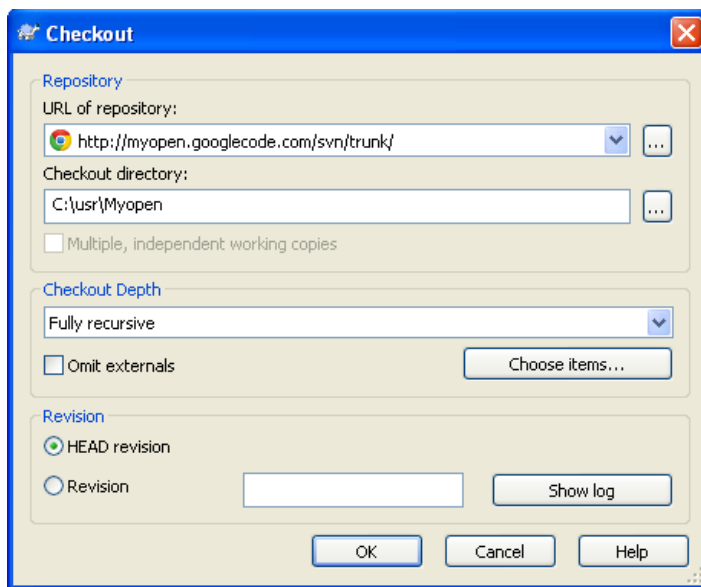 Checkout
Repository
URL of repository:
http://myopen.googlecode.com/svn/trunk/
...
Checkout directory:
C:\usr\Myopen
...
Multiple, independent working copies
Checkout Depth
Fully recursive
Omit externals
Choose items...
Revision
HEAD revision
Revision
Show log
OK
Cancel
Help